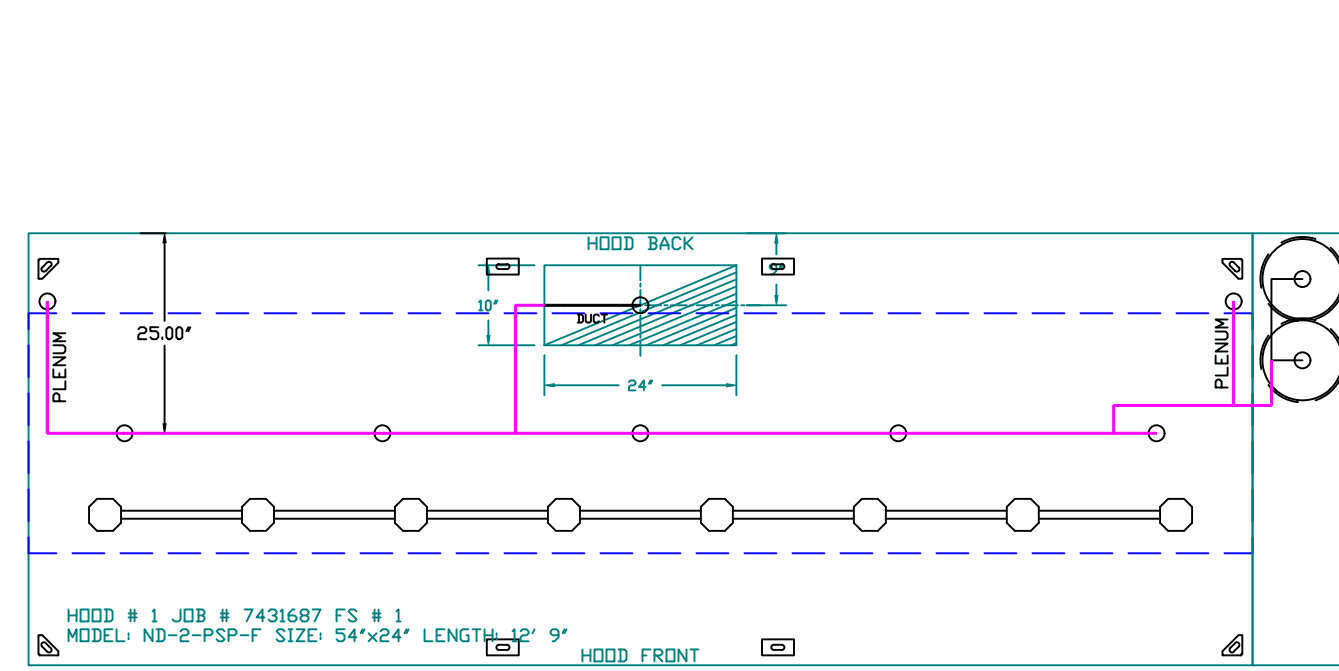 HOOD BACK
9"
10"
DUCT
25.00"
PLENUM
PLENUM
24"
HOOD # 1 JOB # 7431687 FS # 1
MODEL: ND-2-PSP-F SIZE: 54"x24" LENGTH: 12' 9"
HOOD FRONT